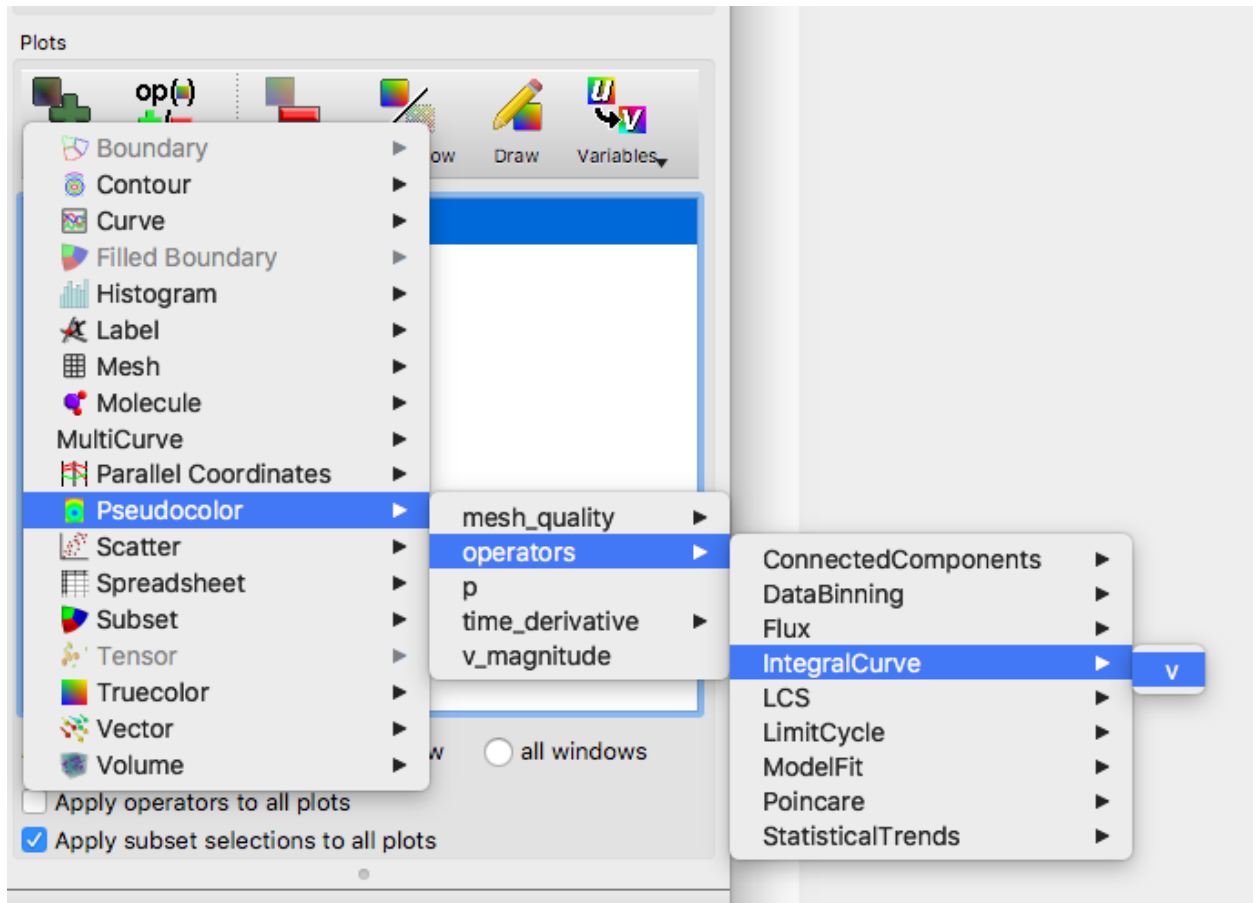 Plots
op( )
U
V
ow
Draw
Variables
Boundary
Contour
Curve
Filled Boundary
Histogram
Label
Mesh
Molecule
MultiCurve
Parallel Coordinates
Pseudocolor
Scatter
Spreadsheet
Subset
Tensor
Truecolor
Vector
Volume
mesh_quality
operators
p
time_derivative
v_magnitude
ConnectedComponents
DataBinning
Flux
IntegralCurve
LCS
LimitCycle
ModelFit
Poincare
StatisticalTrends
v
w
all windows
Apply operators to all plots
Apply subset selections to all plots